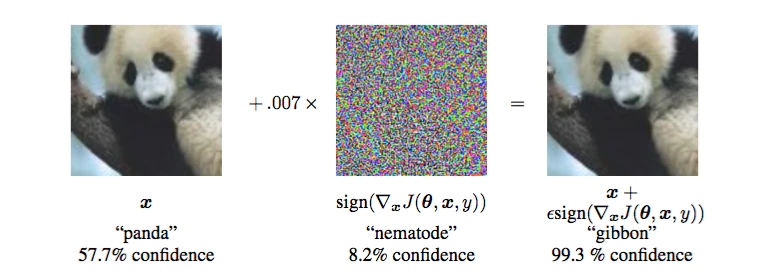 + .007 ×
=
x
"panda"
57.7% confidence
sign(∇ₓJ(θ, x, y))
"nematode"
8.2% confidence
x +
ϵsign(∇ₓJ(θ, x, y))
"gibbon"
99.3 % confidence